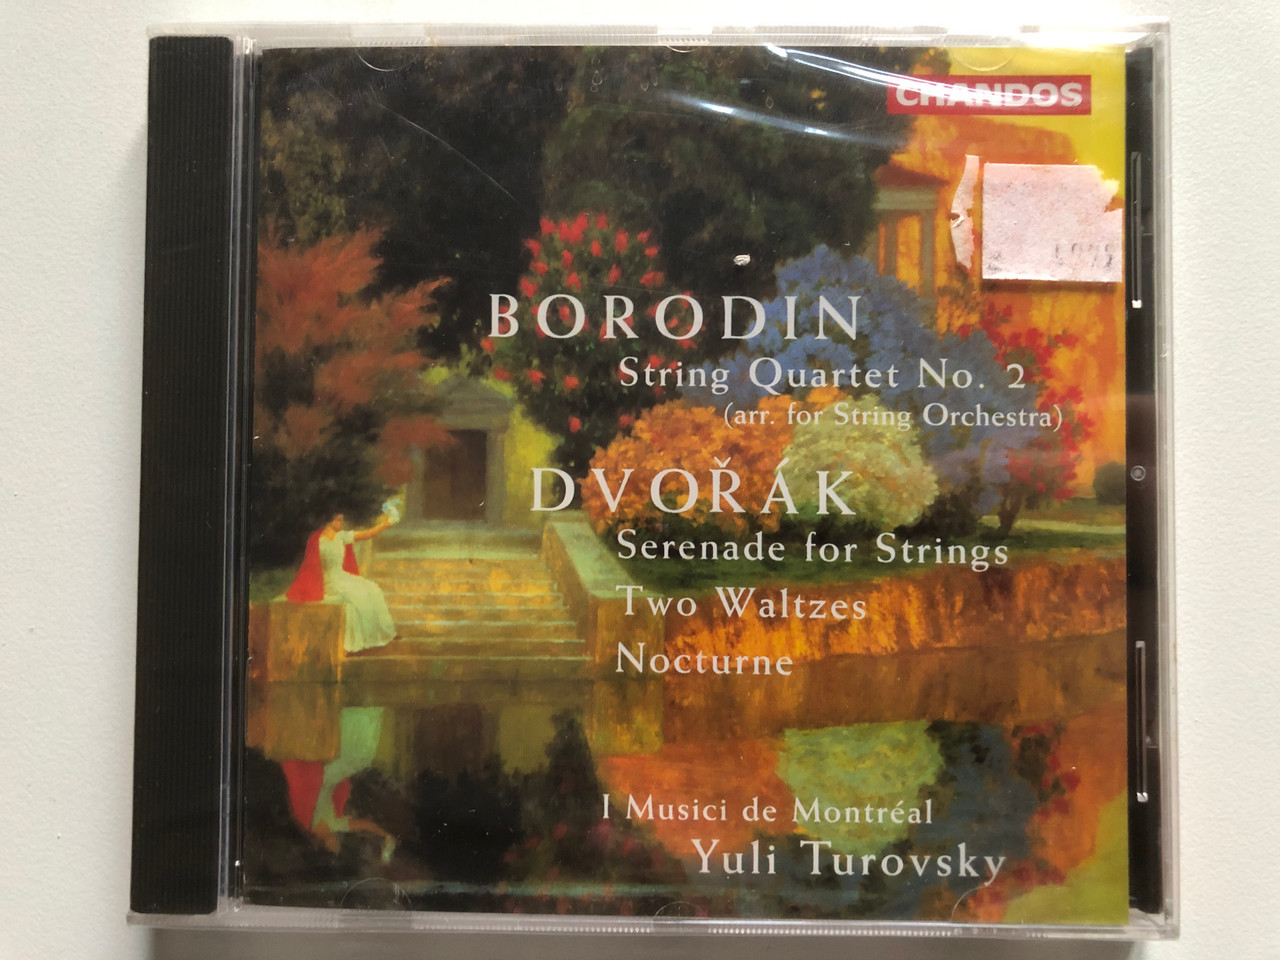 CHANDOS
BORODIN
String Quartet No. 2
(arr. for String Orchestra)
DVOŘÁK
Serenade for Strings
Two Waltzes
Nocturne
I Musici de Montréal
Yuli Turovsky